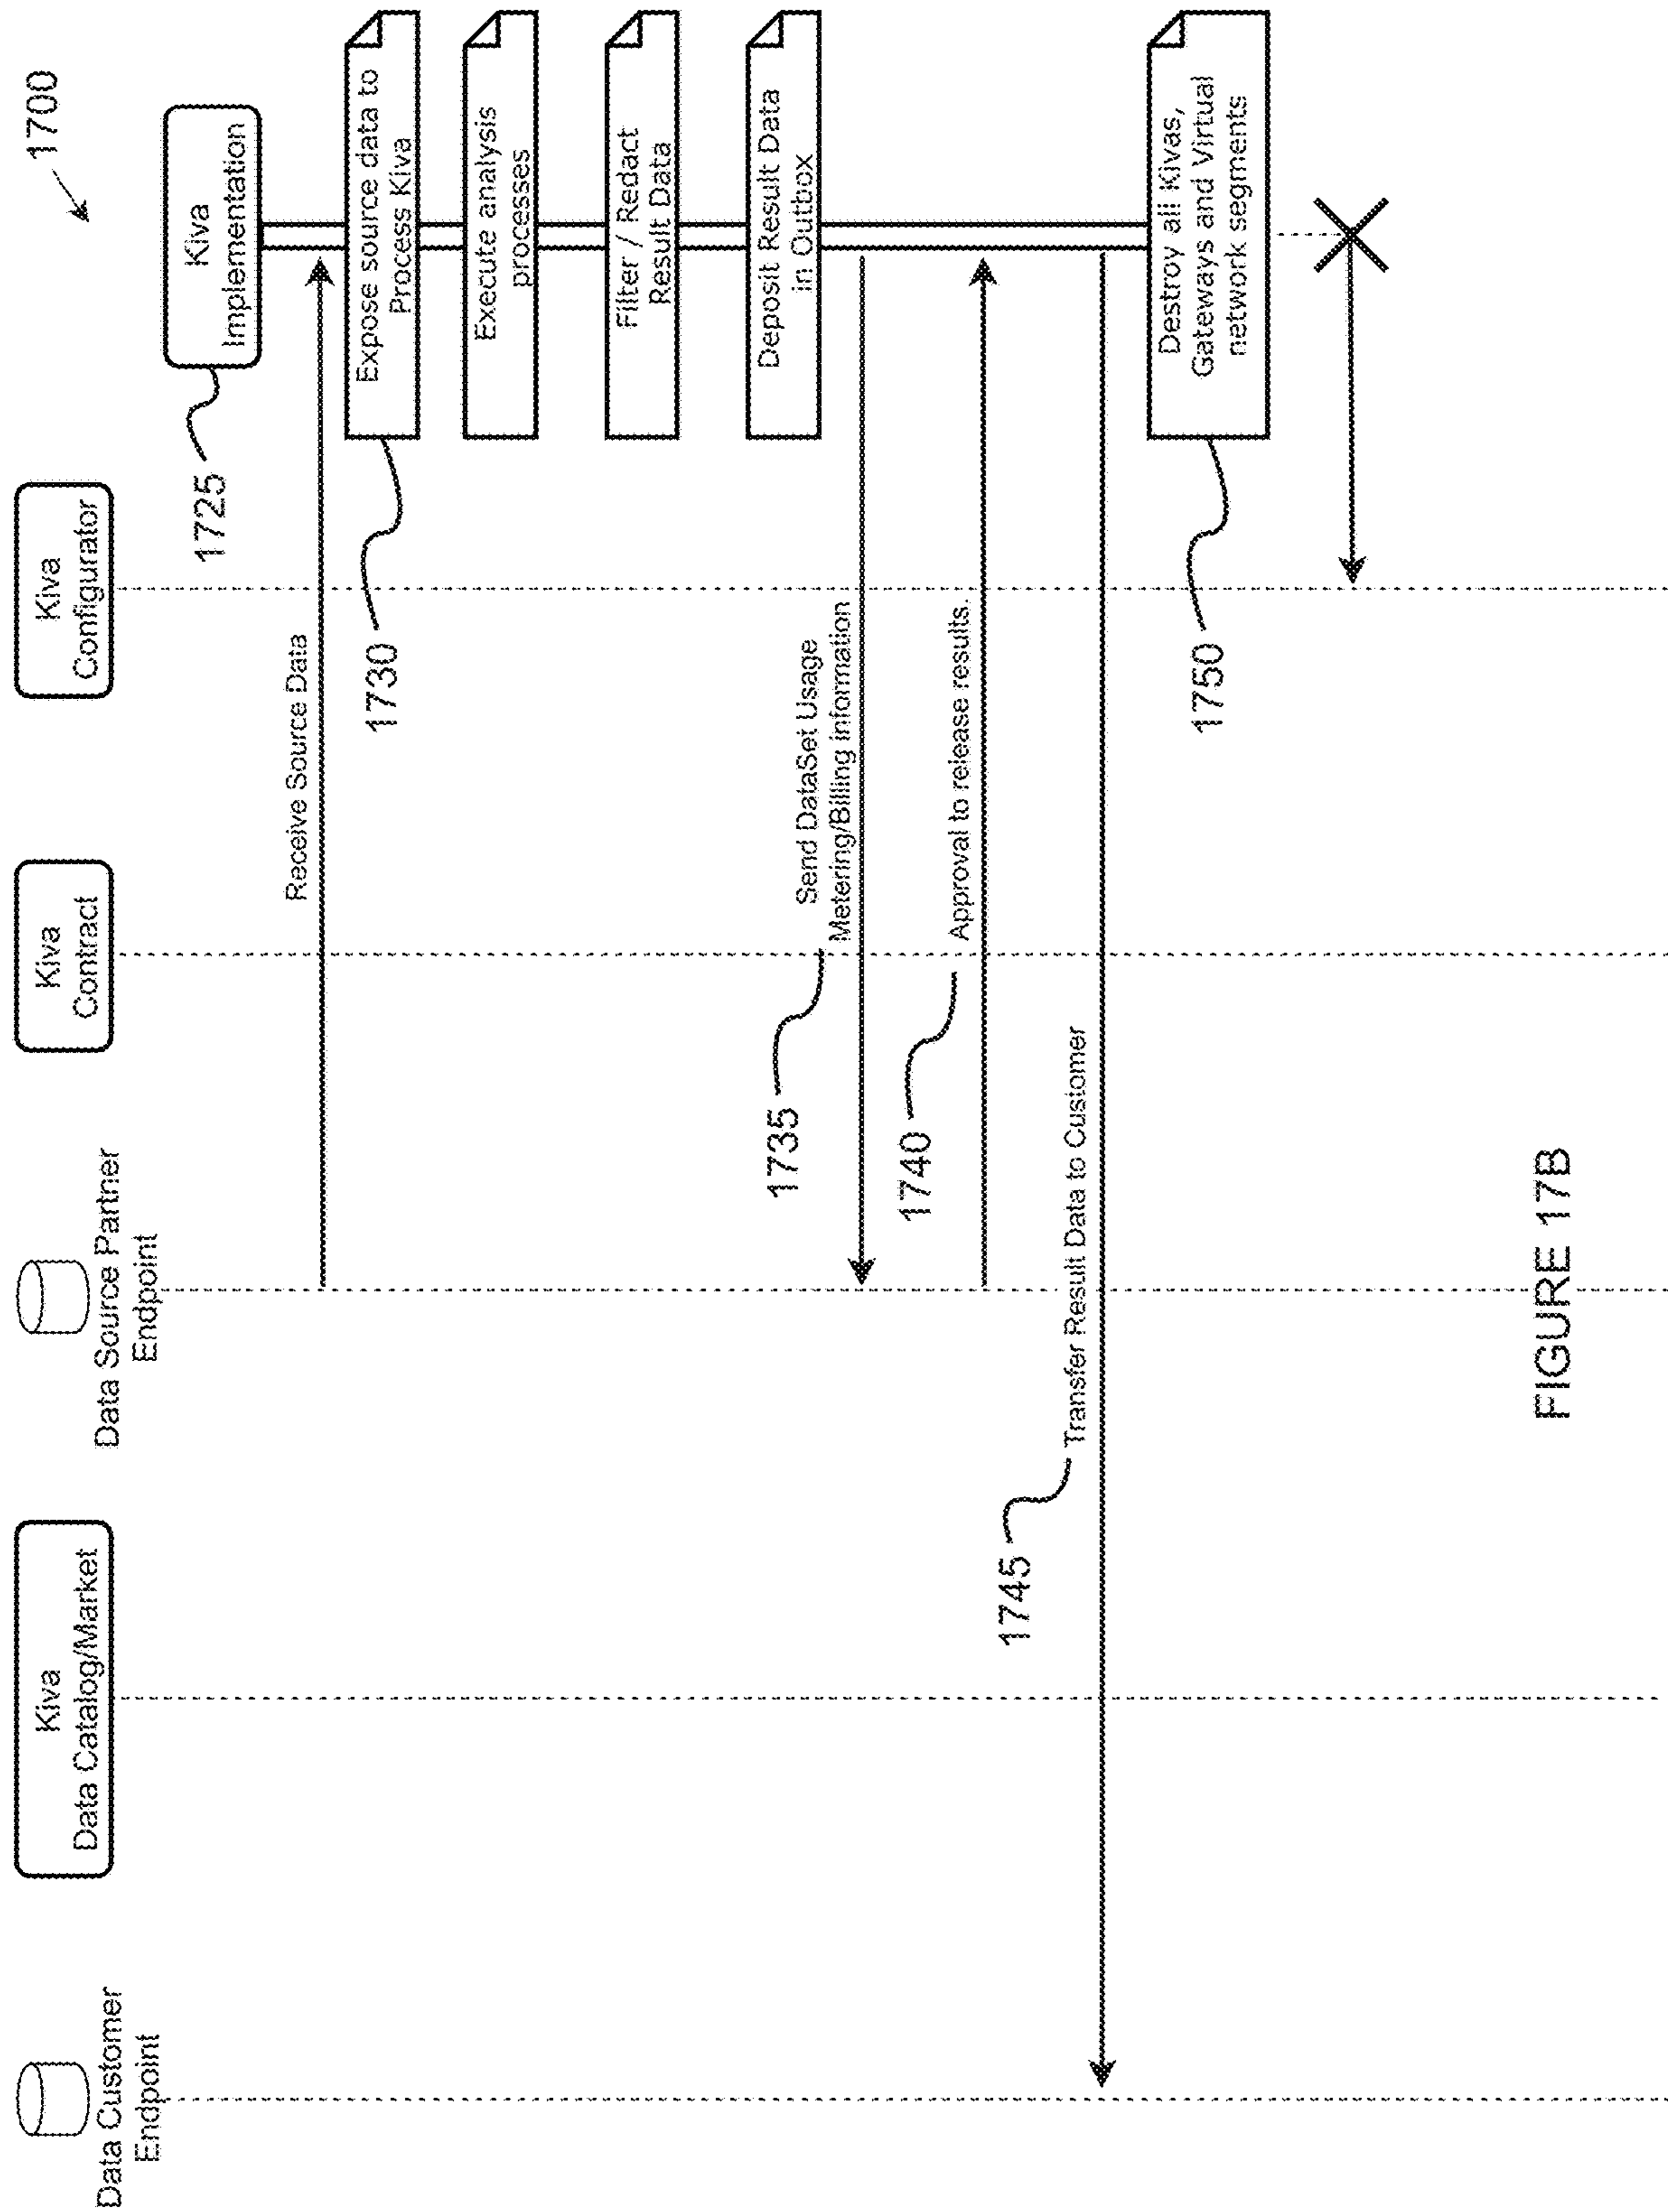 1700
Data Customer
Endpoint
Kiva
Data Catalog/Market
Data Source Partner
Endpoint
Kiva
Contract
Kiva
Configurator
Kiva
Implementation
1725
Receive Source Data
Expose source data to
Process Kiva
1730
Execute analysis
processes
Filter / Redact
Result Data
Deposit Result Data
in Outbox
Send DataSet Usage
Metering/Billing information
1735
Approval to release results.
1740
Transfer Result Data to Customer
1745
Destroy all Kivas,
Gateways and Virtual
network segments
1750
FIGURE 17B